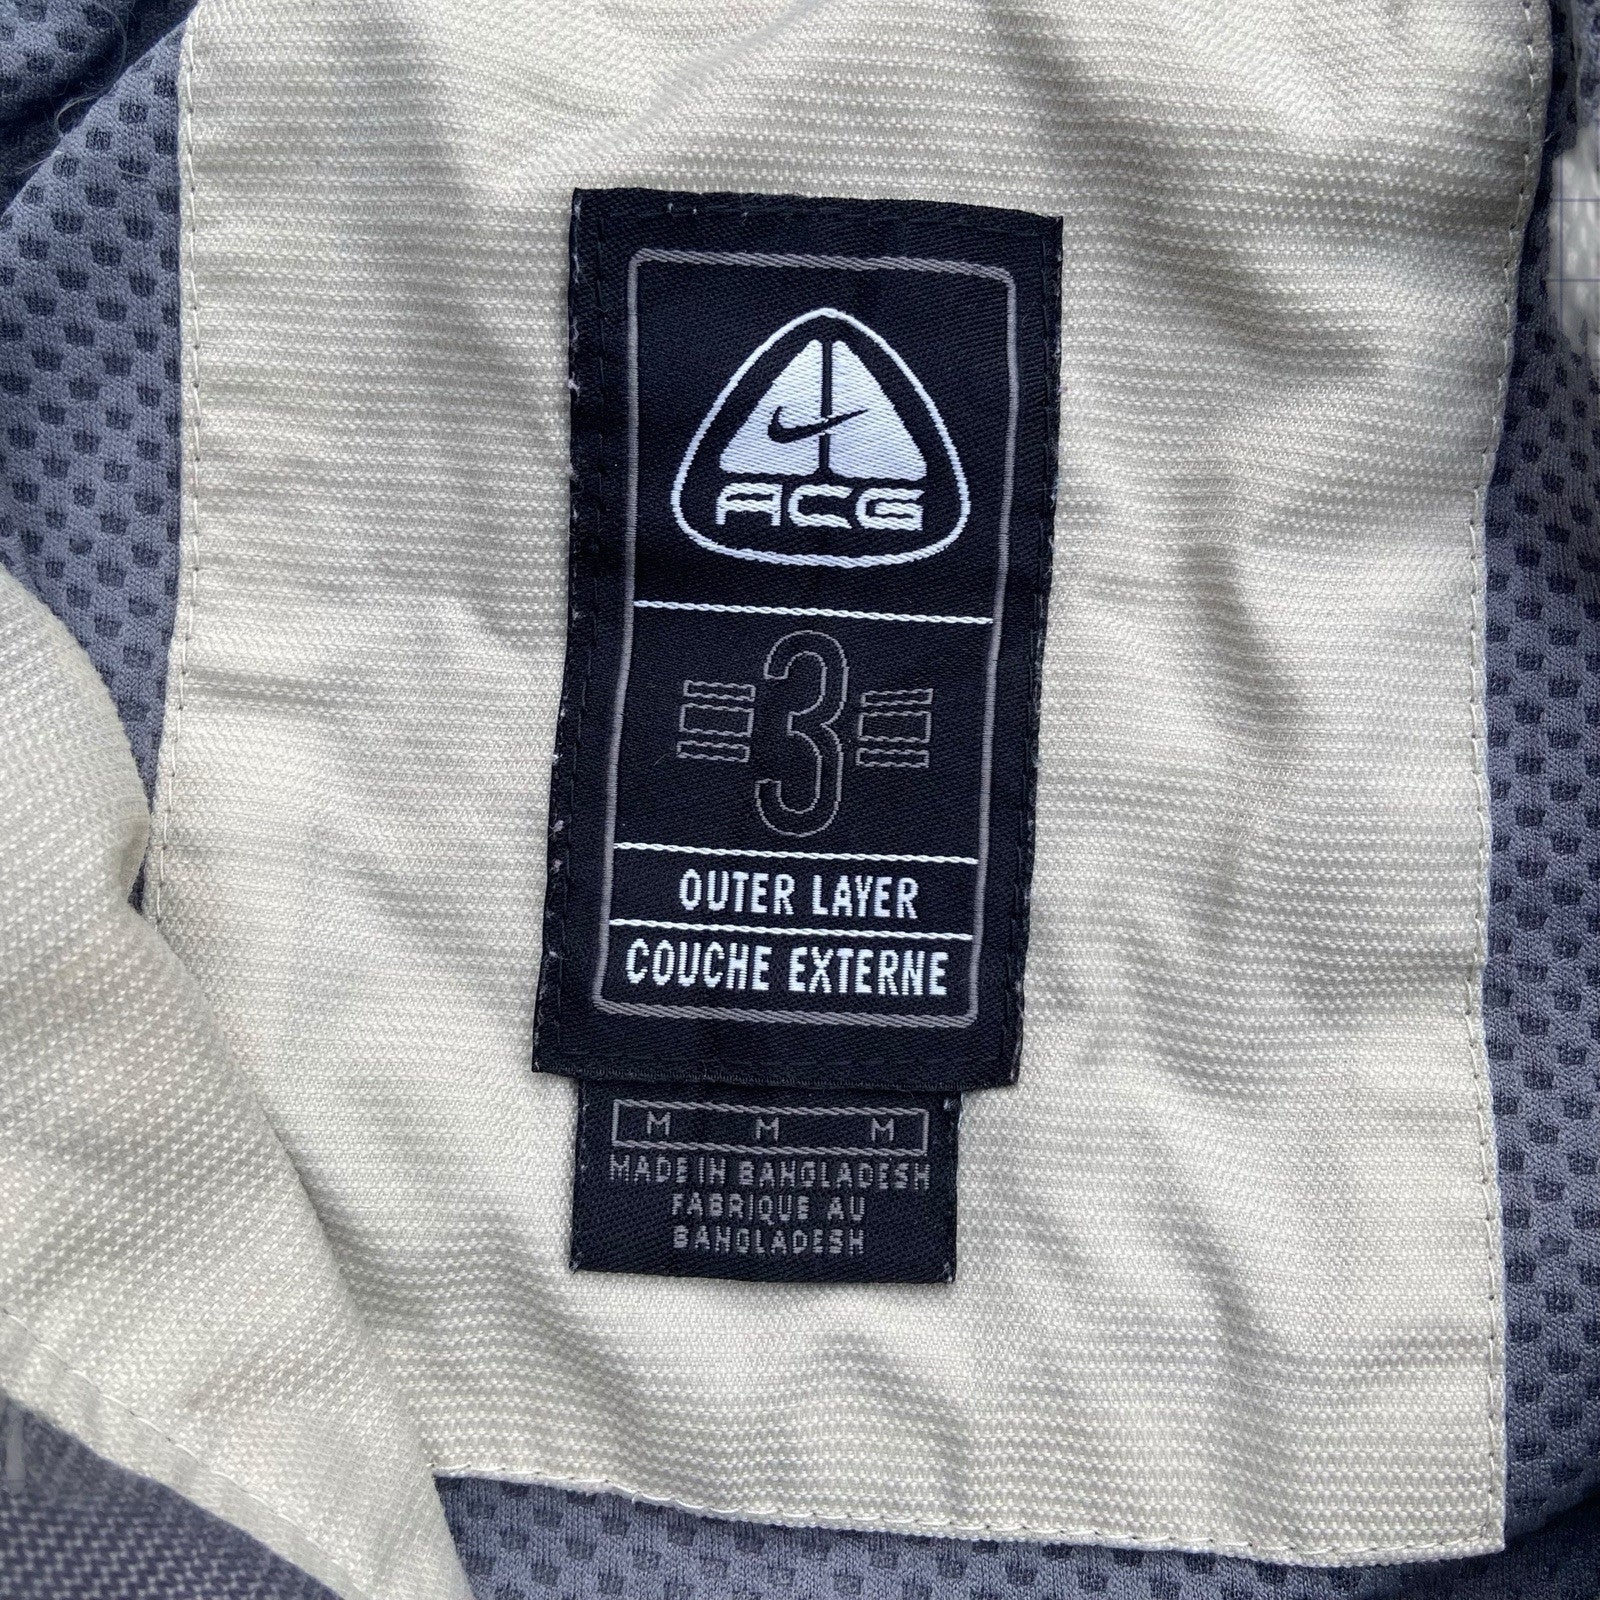 ACG
3
OUTER LAYER
COUCHE EXTERNE
M M M
MADE IN BANGLADESH
FABRIQUE AU
BANGLADESH